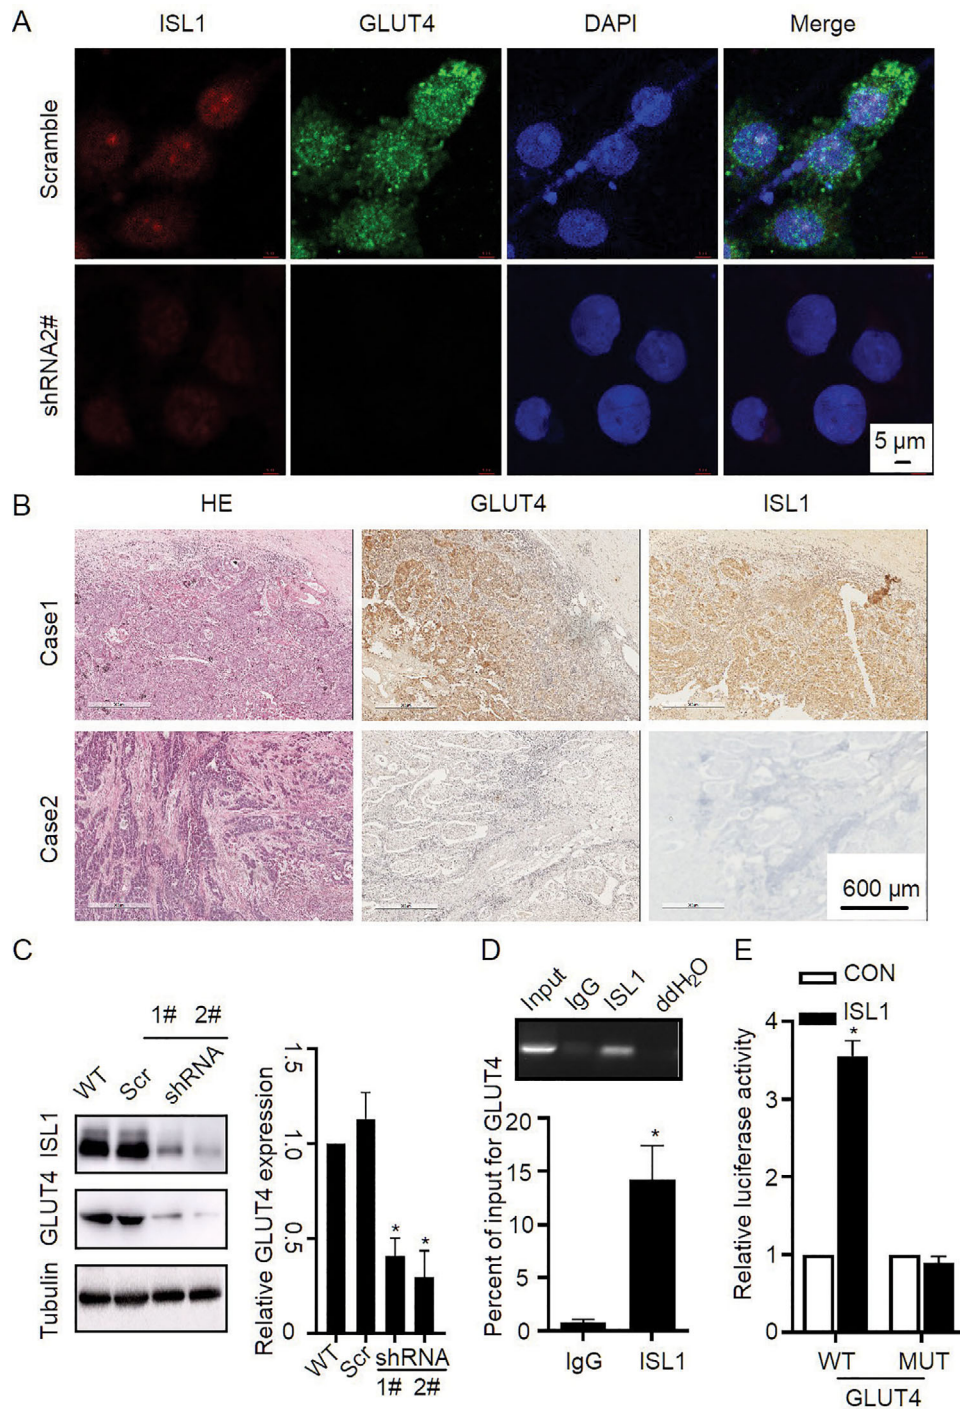 A
ISL1 GLUT4 DAPI Merge
Scramble
shRNA2#
5 µm
B
HE GLUT4 ISL1
Case1
Case2
600 µm
C
1# 2#
WT Scr shRNA
ISL1
GLUT4
Tubulin
Relative GLUT4 expression
1.5
1.0
0.5
0
* *
WT Scr shRNA
1# 2#
D
Input IgG ISL1 ddH₂O
Percent of input for GLUT4
20
15
10
5
0
*
IgG ISL1
E
CON
ISL1
Relative luciferase activity
4
3
2
1
0
*
WT MUT
GLUT4